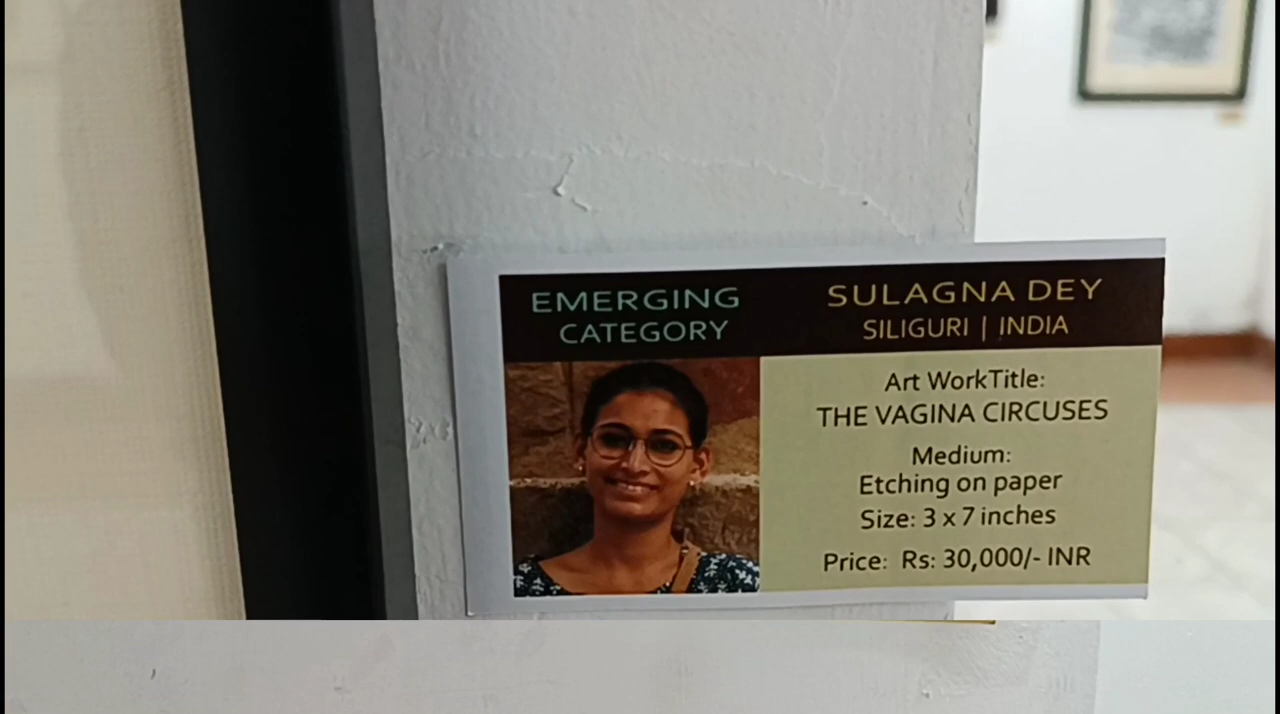 EMERGING
CATEGORY
SULAGNA DEY
SILIGURI | INDIA
Art WorkTitle:
THE VAGINA CIRCUSES
Medium:
Etching on paper
Size: 3 x 7 inches
Price: Rs: 30,000/- INR